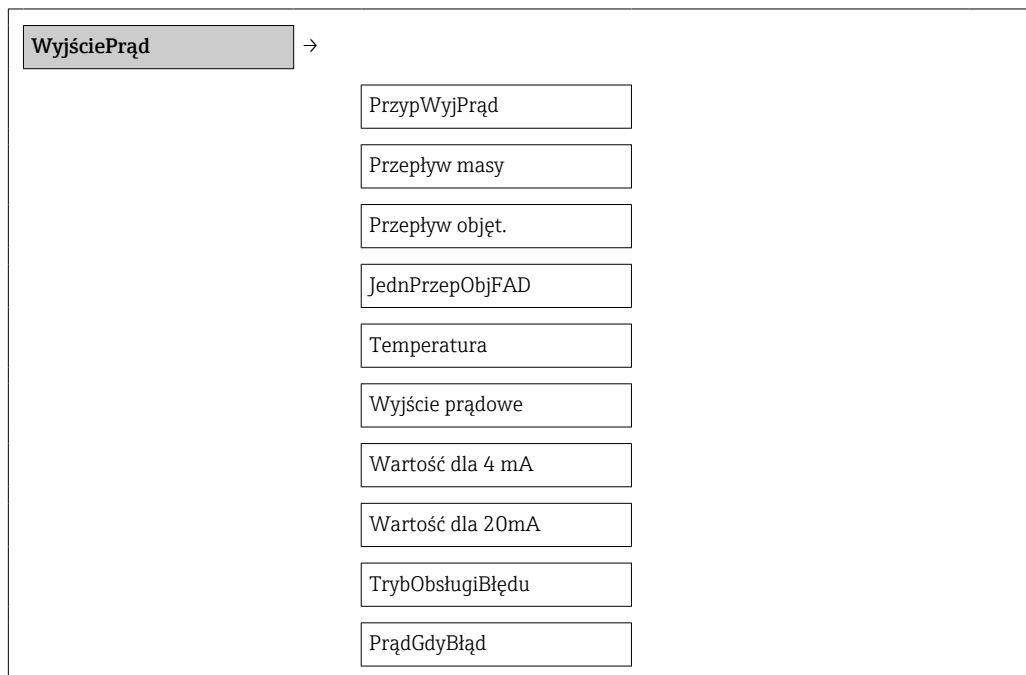 WyjściePrąd →
PrzypWyjPrąd
Przepływ masy
Przepływ objęt.
JednPrzepObjFAD
Temperatura
Wyjście prądowe
Wartość dla 4 mA
Wartość dla 20mA
TrybObsługiBłędu
PrądGdyBłąd